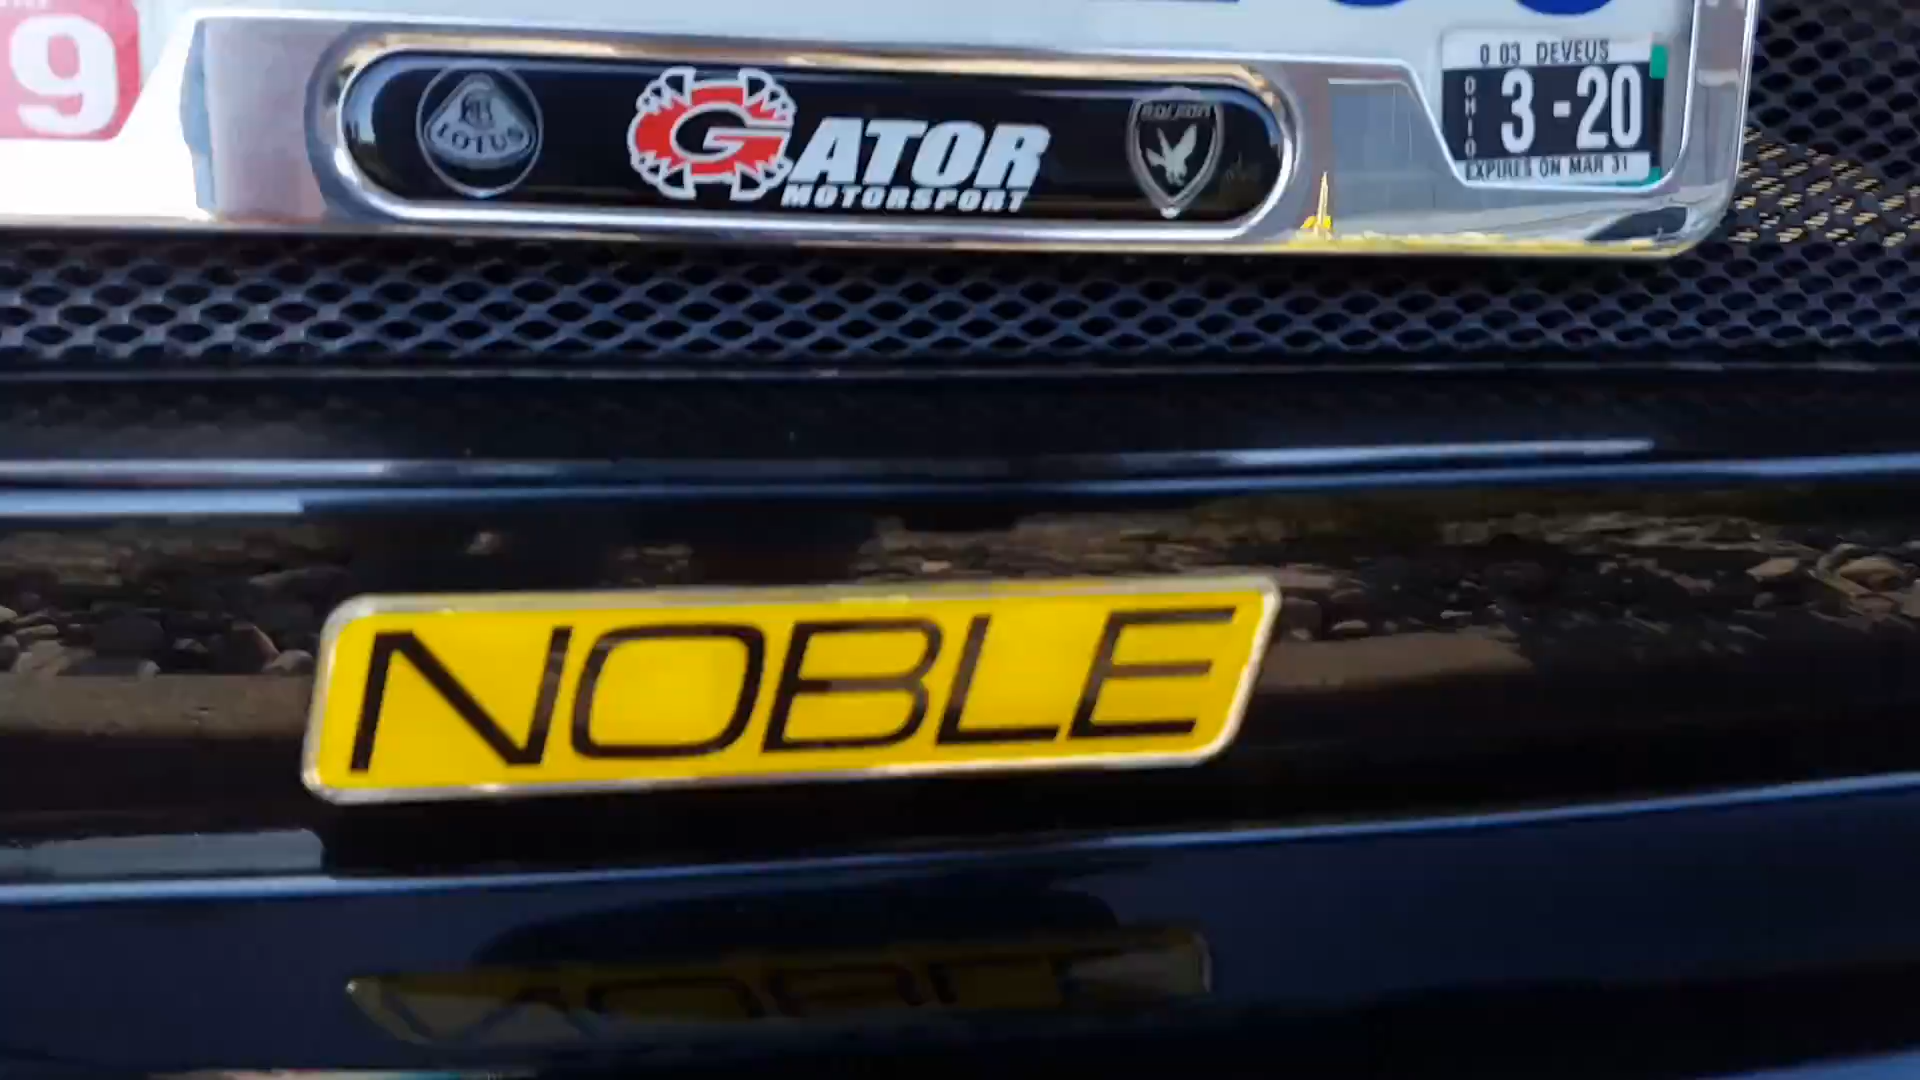 9
0 03 DEVEUS
OHIO
3 - 20
EXPIRES ON MAR 31
LOTUS
GATOR
MOTORSPORT
NOBLE